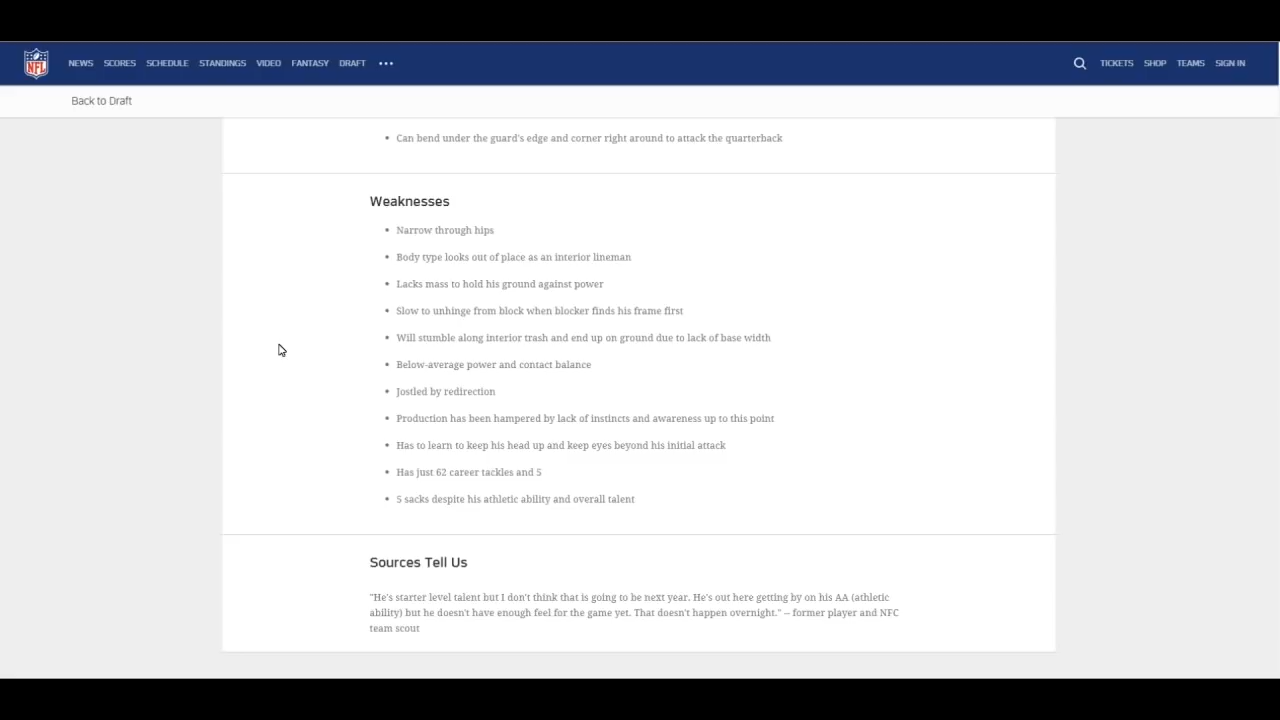 NFL
NEWS SCORES SCHEDULE STANDINGS VIDEO FANTASY DRAFT ••• TICKETS SHOP TEAMS SIGN IN
Back to Draft
• Can bend under the guard's edge and corner right around to attack the quarterback
Weaknesses
• Narrow through hips
• Body type looks out of place as an interior lineman
• Lacks mass to hold his ground against power
• Slow to unhinge from block when blocker finds his frame first
• Will stumble along interior trash and end up on ground due to lack of base width
• Below-average power and contact balance
• Jostled by redirection
• Production has been hampered by lack of instincts and awareness up to this point
• Has to learn to keep his head up and keep eyes beyond his initial attack
• Has just 62 career tackles and 5
• 5 sacks despite his athletic ability and overall talent
Sources Tell Us
"He's starter level talent but I don't think that is going to be next year. He's out here getting by on his AA (athletic
ability) but he doesn't have enough feel for the game yet. That doesn't happen overnight." -- former player and NFC
team scout